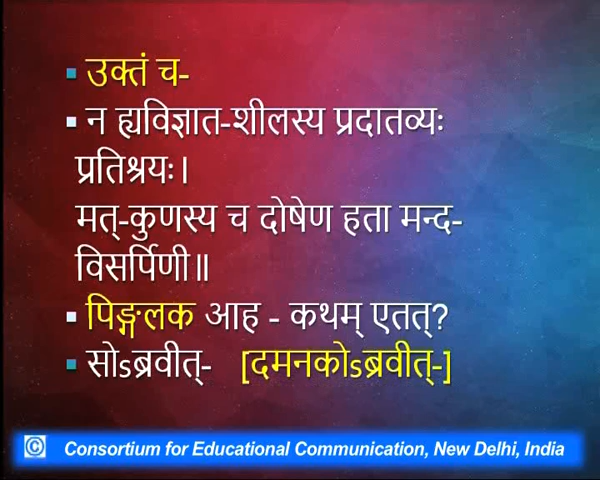 ▪ उक्तं च-
▪ न ह्यविज्ञात-शीलस्य प्रदातव्यः
प्रतिश्रयः।
मत्-कुणस्य च दोषेण हता मन्द-
विसर्पिणी॥
▪ पिङ्गलक आह - कथम् एतत्?
▪ सोऽब्रवीत्- [दमनकोऽब्रवीत्-]
© Consortium for Educational Communication, New Delhi, India